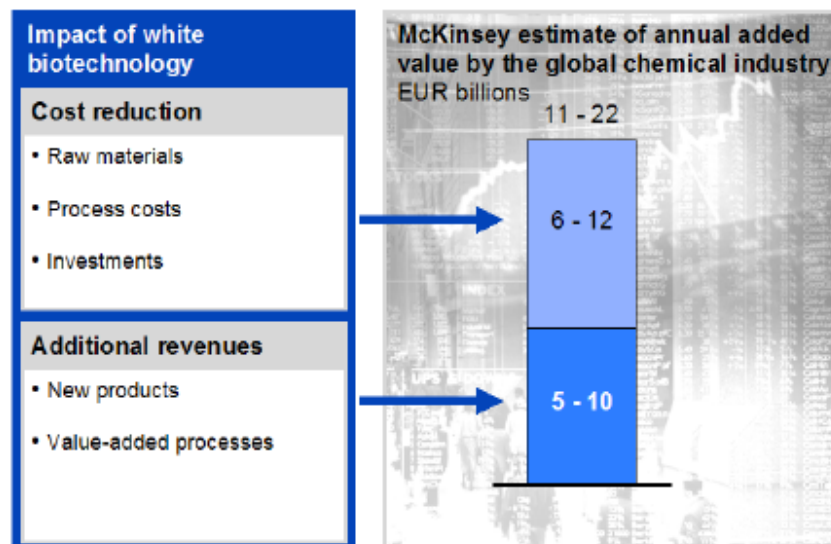 Impact of white
biotechnology
Cost reduction
• Raw materials
• Process costs
• Investments
Additional revenues
• New products
• Value-added processes
McKinsey estimate of annual added
value by the global chemical industry
EUR billions
11 - 22
6 - 12
5 - 10
INDEX